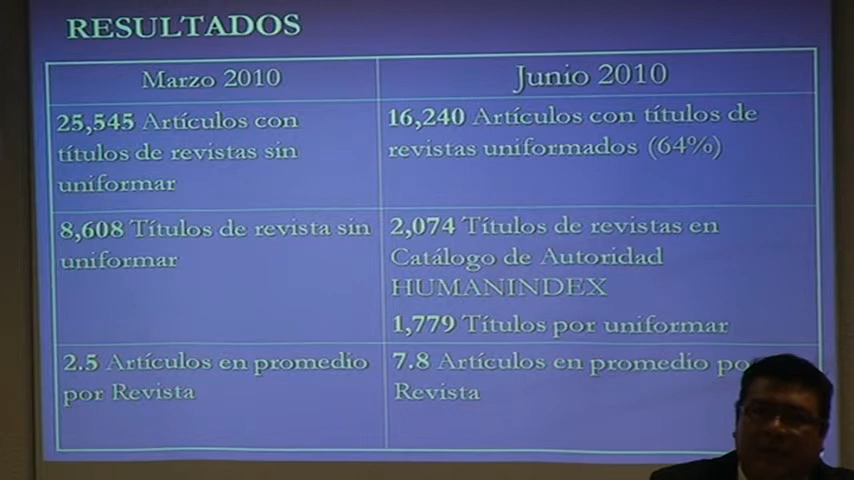 RESULTADOS
Marzo 2010
Junio 2010
25,545 Artículos con
títulos de revistas sin
uniformar
16,240 Artículos con títulos de
revistas uniformados (64%)
8,608 Títulos de revista sin
uniformar
2,074 Títulos de revistas en
Catálogo de Autoridad
HUMANINDEX
1,779 Títulos por uniformar
2.5 Artículos en promedio
por Revista
7.8 Artículos en promedio po
Revista